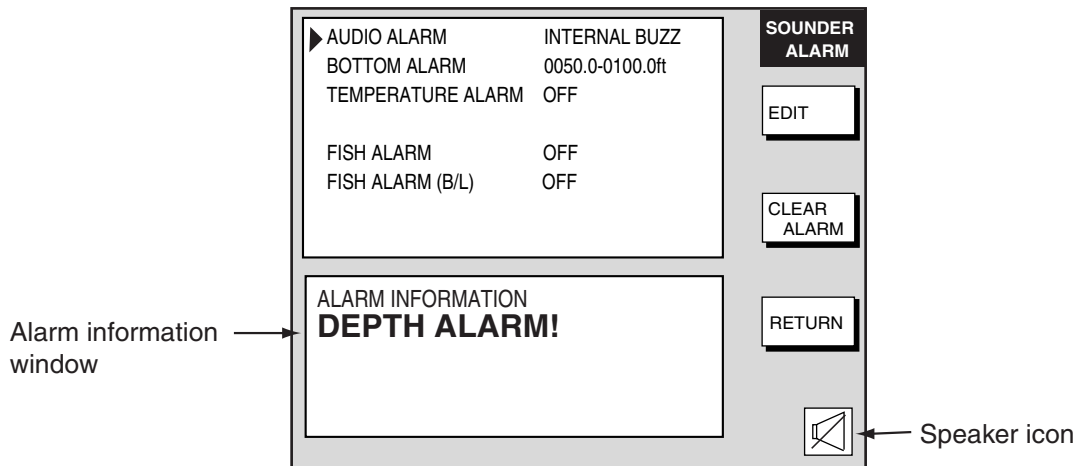 AUDIO ALARM INTERNAL BUZZ
BOTTOM ALARM 0050.0-0100.0ft
TEMPERATURE ALARM OFF
FISH ALARM OFF
FISH ALARM (B/L) OFF
SOUNDER
ALARM
EDIT
CLEAR
ALARM
RETURN
ALARM INFORMATION
DEPTH ALARM!
Alarm information
window
Speaker icon